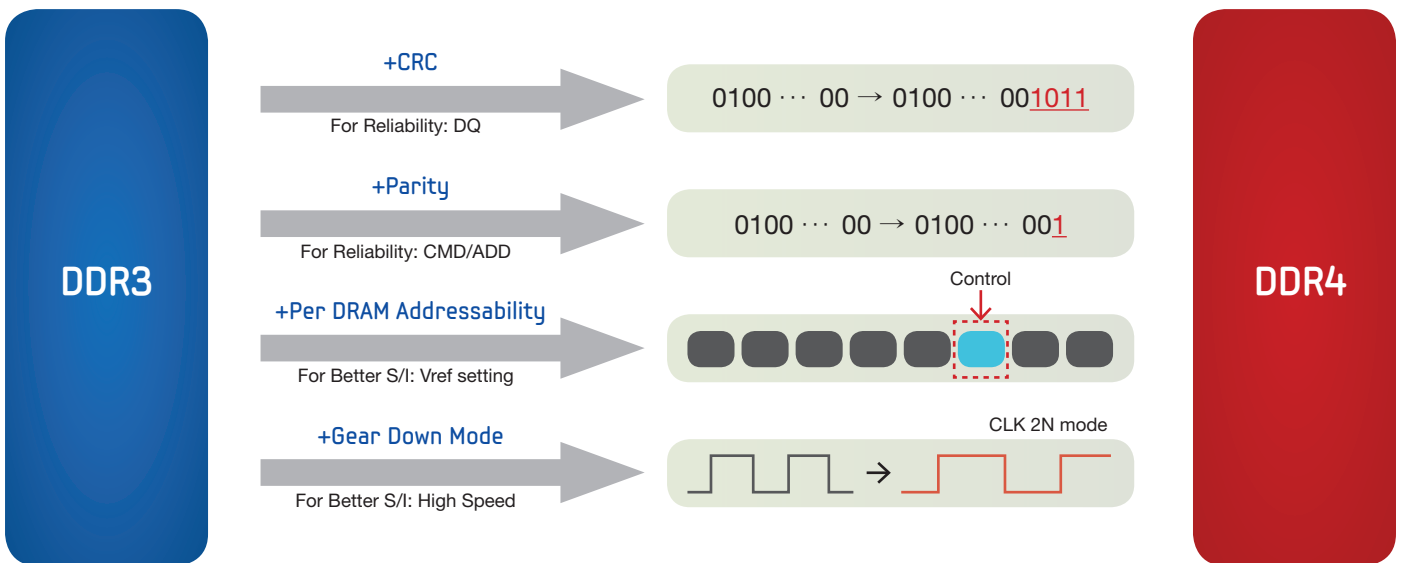 DDR3
+CRC
For Reliability: DQ
0100 ··· 00 → 0100 ··· 001011
+Parity
For Reliability: CMD/ADD
0100 ··· 00 → 0100 ··· 001
+Per DRAM Addressability
For Better S/I: Vref setting
Control
+Gear Down Mode
For Better S/I: High Speed
CLK 2N mode
DDR4